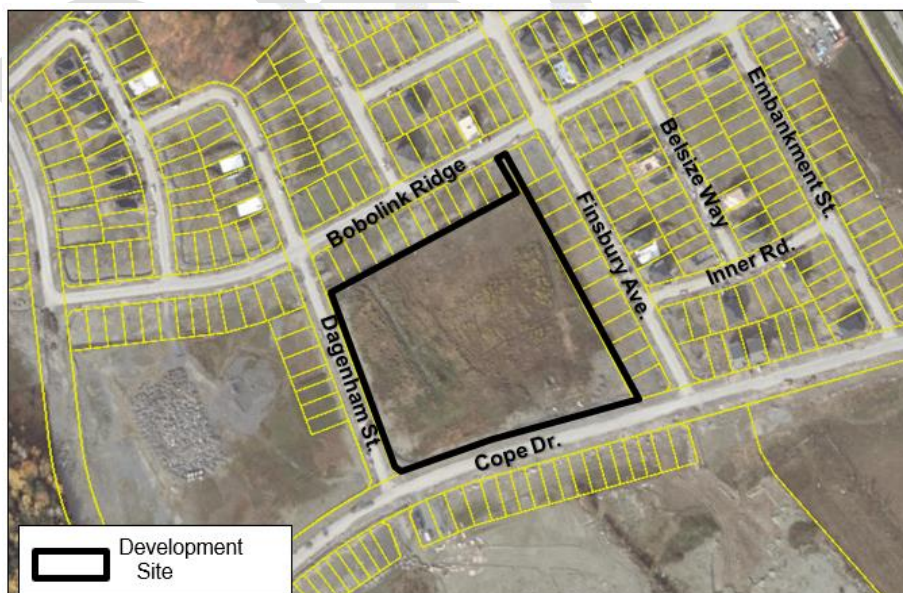 Embankment St.
Belsize Way
Bobolink Ridge
Finsbury Ave.
Inner Rd.
Dagenham St.
Cope Dr.
Development
Site